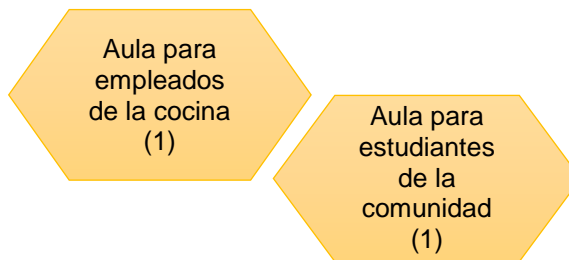 Aula para
empleados
de la cocina
(1)
Aula para
estudiantes
de la
comunidad
(1)